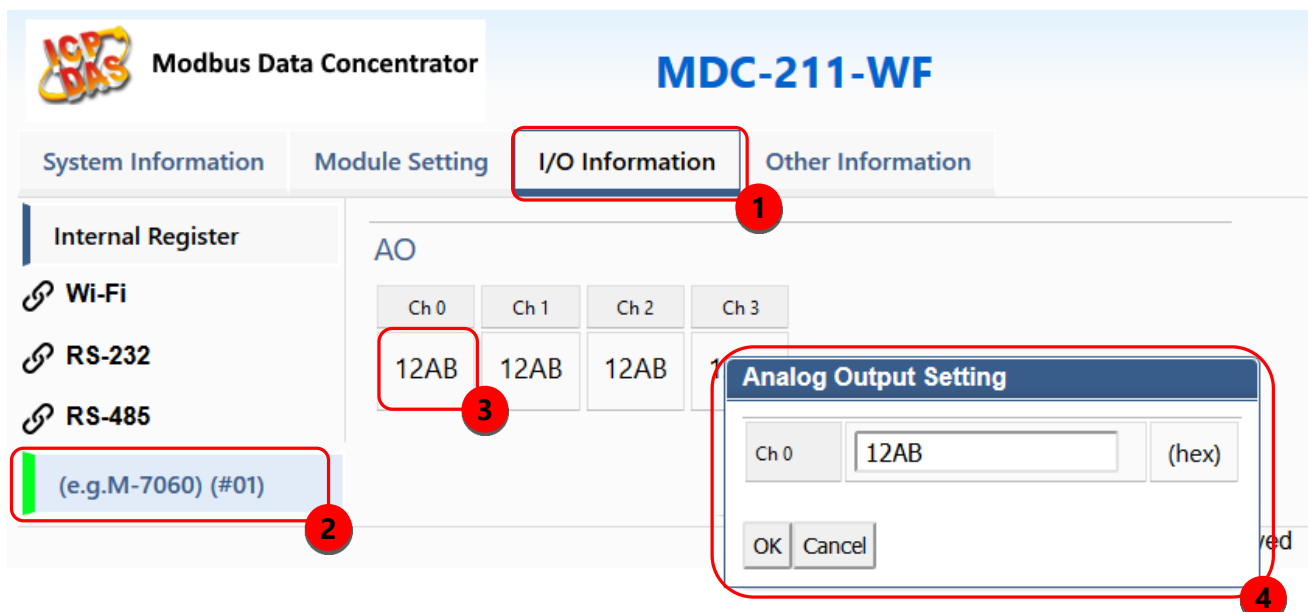 ICP
DAS
Modbus Data Concentrator
MDC-211-WF
System Information Module Setting I/O Information Other Information
1
Internal Register
Wi-Fi
RS-232
RS-485
(e.g.M-7060) (#01)
2
AO
Ch 0 Ch 1 Ch 2 Ch 3
12AB 12AB 12AB 1
3
Analog Output Setting
Ch 0 12AB (hex)
OK Cancel
4